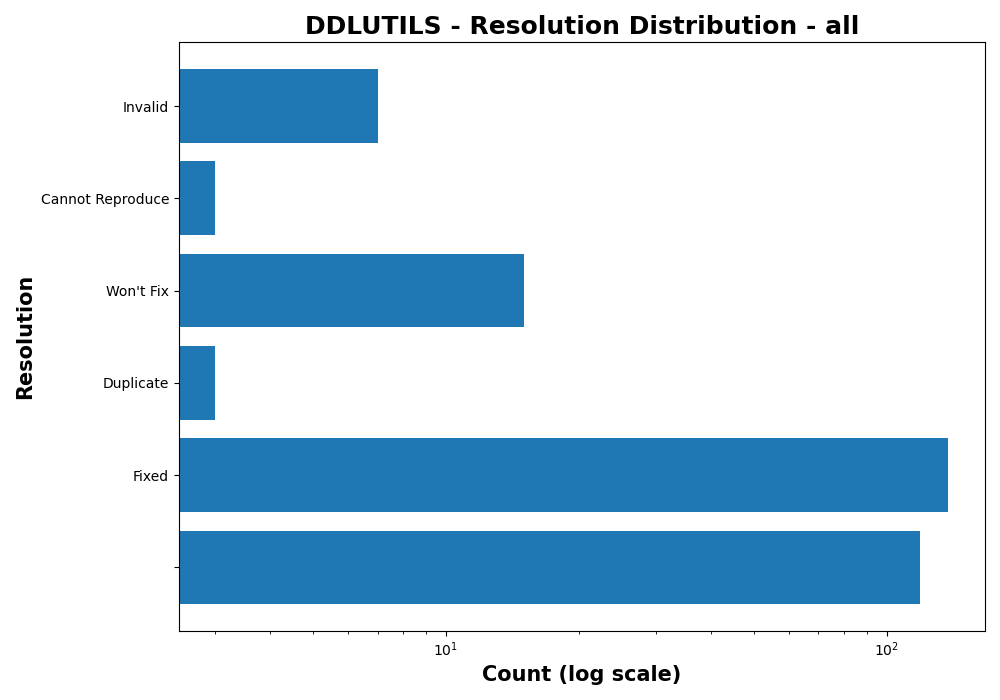 DDLUTILS - Resolution Distribution - all
Invalid
Cannot Reproduce
Won't Fix
Duplicate
Fixed
Resolution
10¹
10²
Count (log scale)